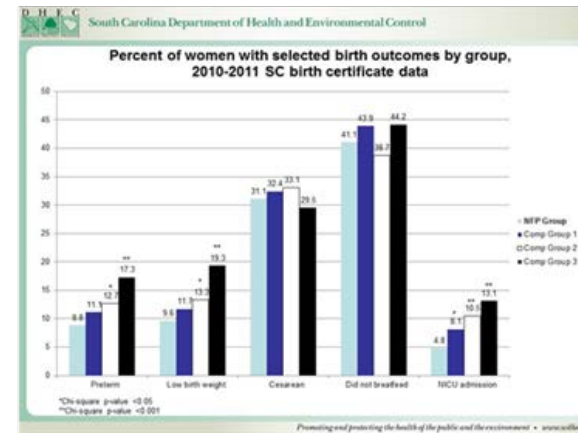 D H E C
South Carolina Department of Health and Environmental Control
Percent of women with selected birth outcomes by group,
2010-2011 SC birth certificate data
50
45
40
35
30
25
20
15
10
5
0
8.8
11.1
*
12.7
**
17.3
9.6
*
13.3
**
19.3
31.1
32.4
33.1
29.5
41.1
43.9
38.7
44.2
4.8
*
8.1
**
10.5
**
13.1
Preterm
Low birth weight
Cesarean
Did not breatfeed
NICU admission
NFP Group
Comp Group 1
Comp Group 2
Comp Group 3
*Chi-square p-value <0.05
**Chi-square p-value <0.001
Promoting and protecting the health of the public and the environment